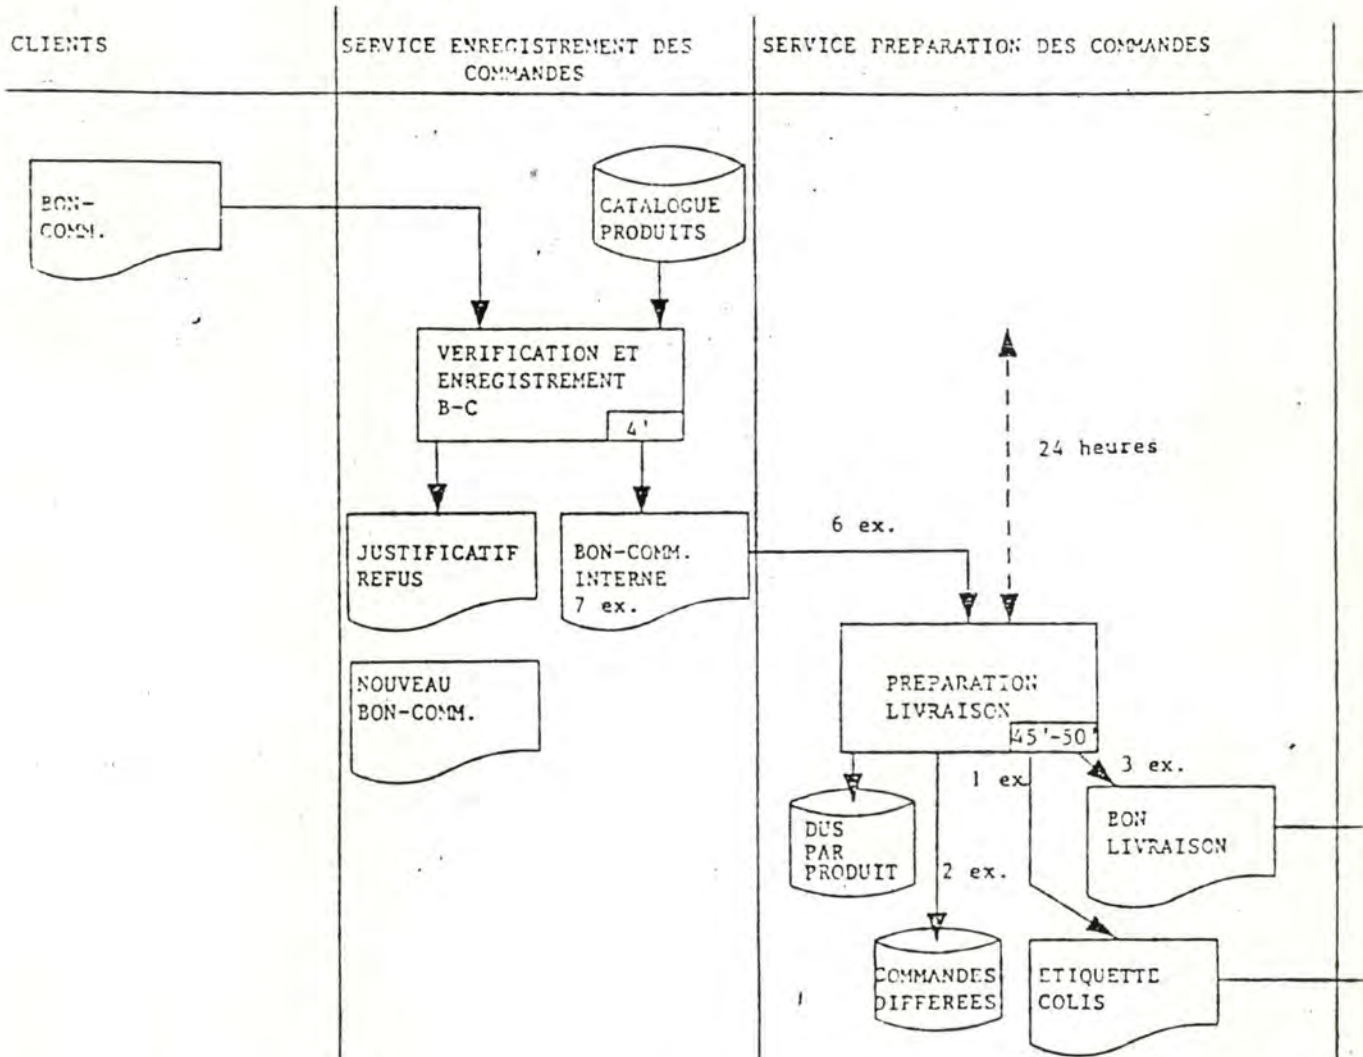 CLIENTS
SERVICE ENREGISTREMENT DES
COMMANDES
SERVICE PREPARATION DES COMMANDES
BON-
COMM.
CATALOGUE
PRODUITS
VERIFICATION ET
ENREGISTREMENT
B-C
4'
24 heures
JUSTIFICATIF
REFUS
BON-COMM.
INTERNE
7 ex.
6 ex.
NOUVEAU
BON-COMM.
PREPARATION
LIVRAISON
45'-50'
1 ex
3 ex.
DUS
PAR
PRODUIT
2 ex.
BON
LIVRAISON
COMMANDES
DIFFEREES
ETIQUETTE
COLIS